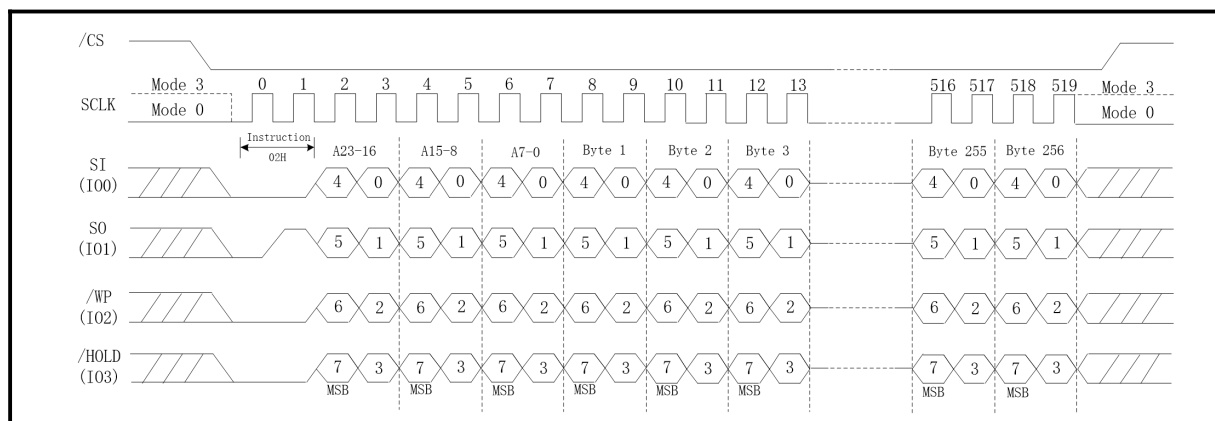 /CS
Mode 3 0 1 2 3 4 5 6 7 8 9 10 11 12 13 516 517 518 519 Mode 3
SCLK
Mode 0 Mode 0
Instruction
02H
A23-16 A15-8 A7-0 Byte 1 Byte 2 Byte 3 Byte 255 Byte 256
SI
(IO0) 4 0 4 0 4 0 4 0 4 0 4 0 4 0 4 0
SO
(IO1) 5 1 5 1 5 1 5 1 5 1 5 1 5 1 5 1
/WP
(IO2) 6 2 6 2 6 2 6 2 6 2 6 2 6 2 6 2
/HOLD
(IO3) 7 3 7 3 7 3 7 3 7 3 7 3 7 3 7 3
MSB MSB MSB MSB MSB MSB MSB MSB